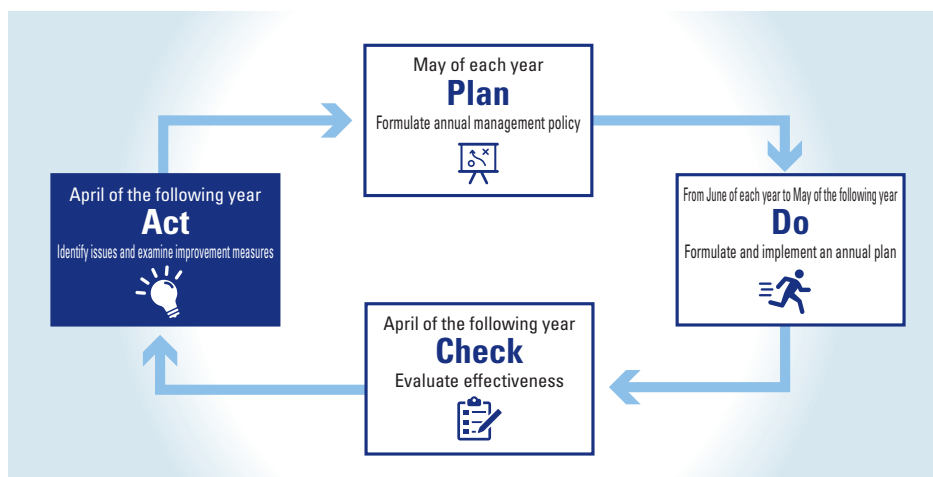 May of each year
Plan
Formulate annual management policy
From June of each year to May of the following year
Do
Formulate and implement an annual plan
April of the following year
Check
Evaluate effectiveness
April of the following year
Act
Identify issues and examine improvement measures